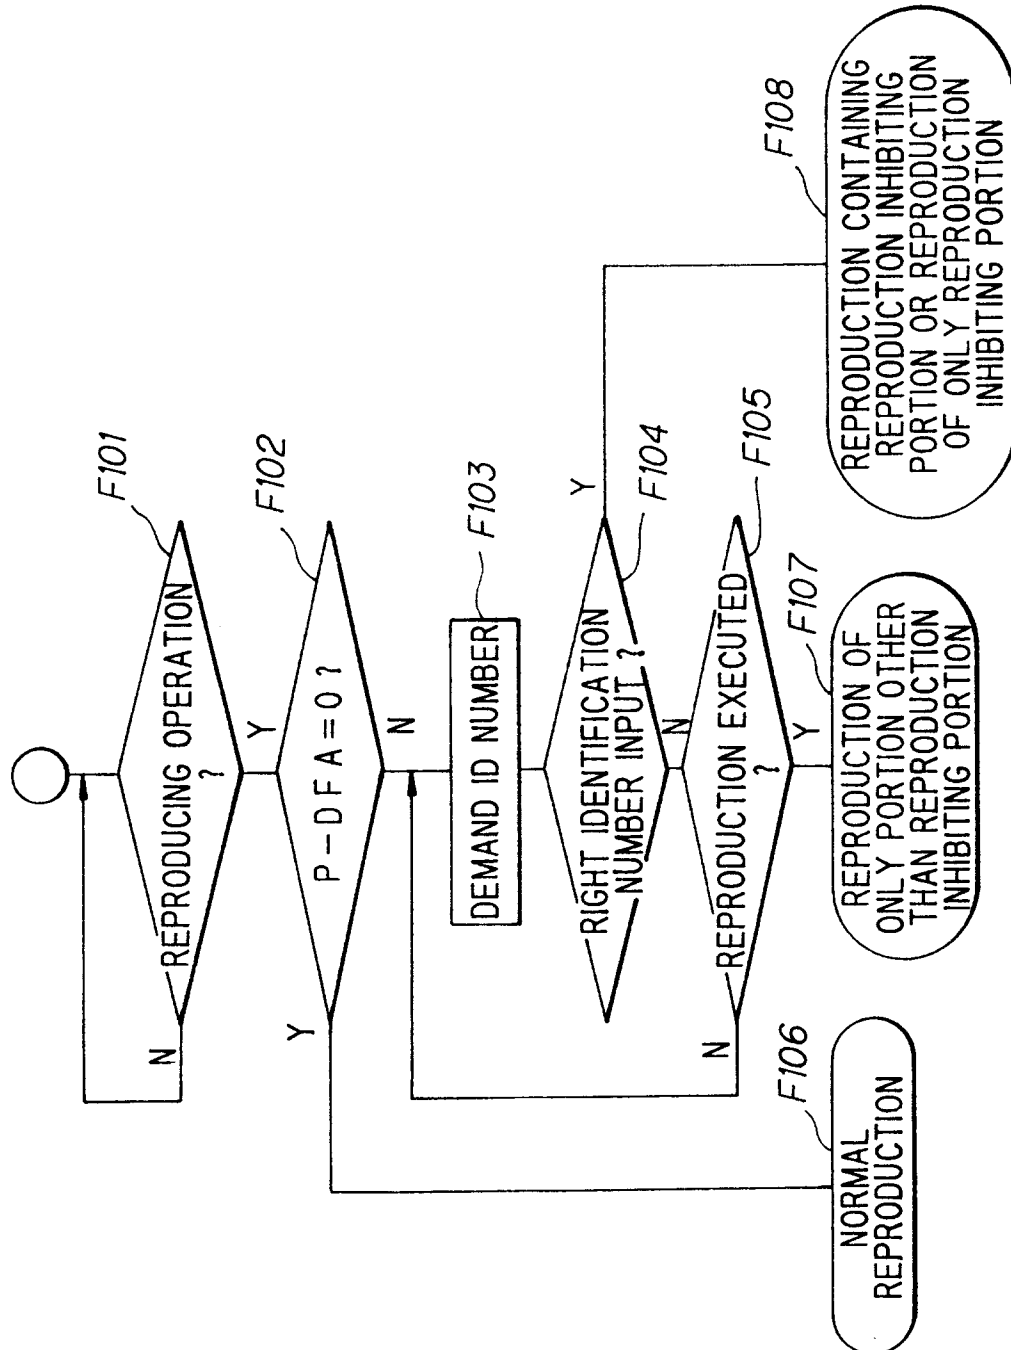 F101
REPRODUCING OPERATION
?
N
Y
F102
P-DFA=0?
Y
N
F103
DEMAND ID NUMBER
F104
RIGHT IDENTIFICATION
NUMBER INPUT ?
Y
N
F105
REPRODUCTION EXECUTED
?
N
Y
F106
NORMAL
REPRODUCTION
F107
REPRODUCTION OF
ONLY PORTION OTHER
THAN REPRODUCTION
INHIBITING PORTION
F108
REPRODUCTION CONTAINING
REPRODUCTION INHIBITING
PORTION OR REPRODUCTION
OF ONLY REPRODUCTION
INHIBITING PORTION